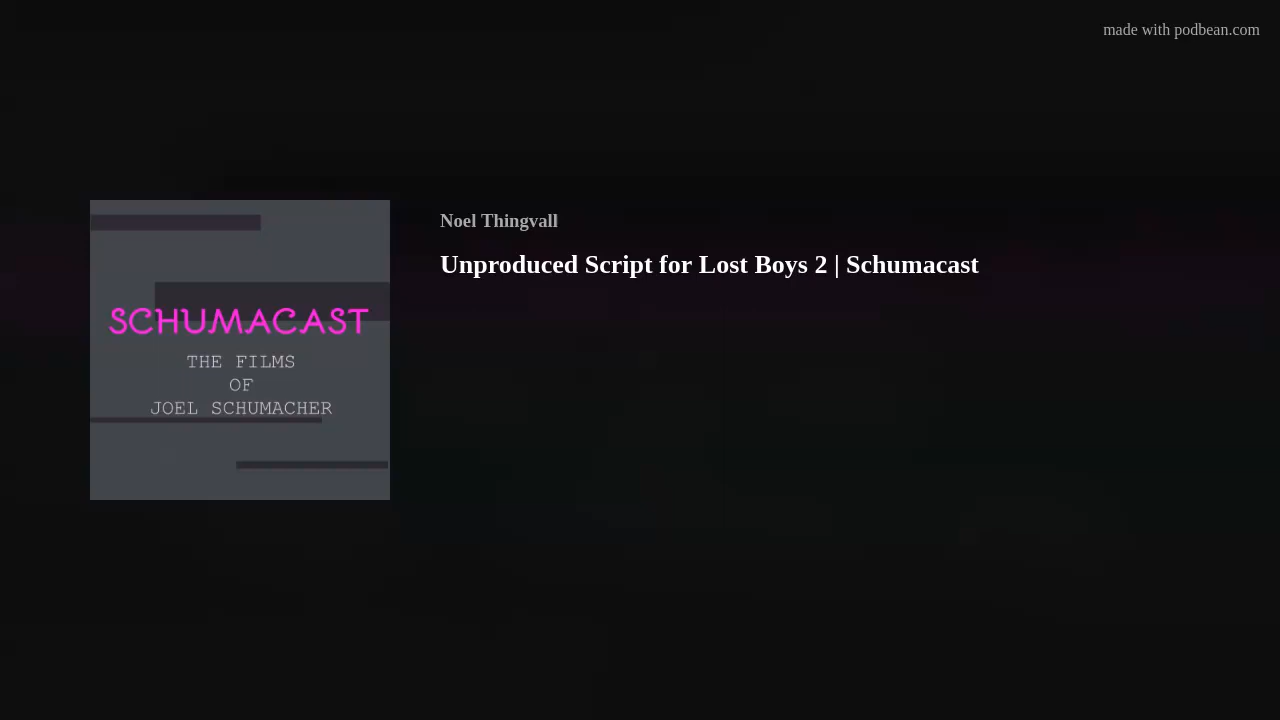 made with podbean.com
Noel Thingvall
Unproduced Script for Lost Boys 2 | Schumacast
SCHUMACAST
THE FILMS
OF
JOEL SCHUMACHER